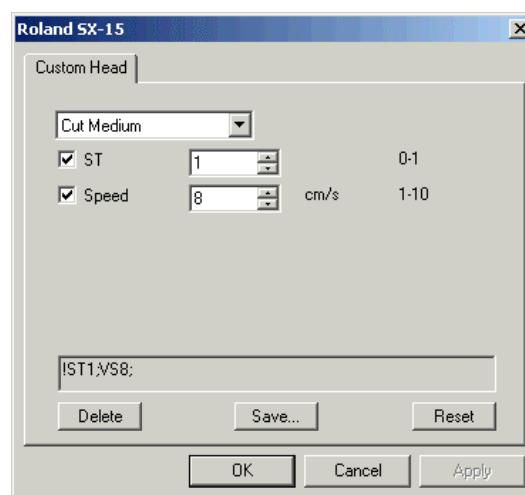 Roland SX-15
Custom Head
Cut Medium
ST 1 0-1
Speed 8 cm/s 1-10
!ST1;VS8;
Delete Save... Reset
OK Cancel Apply